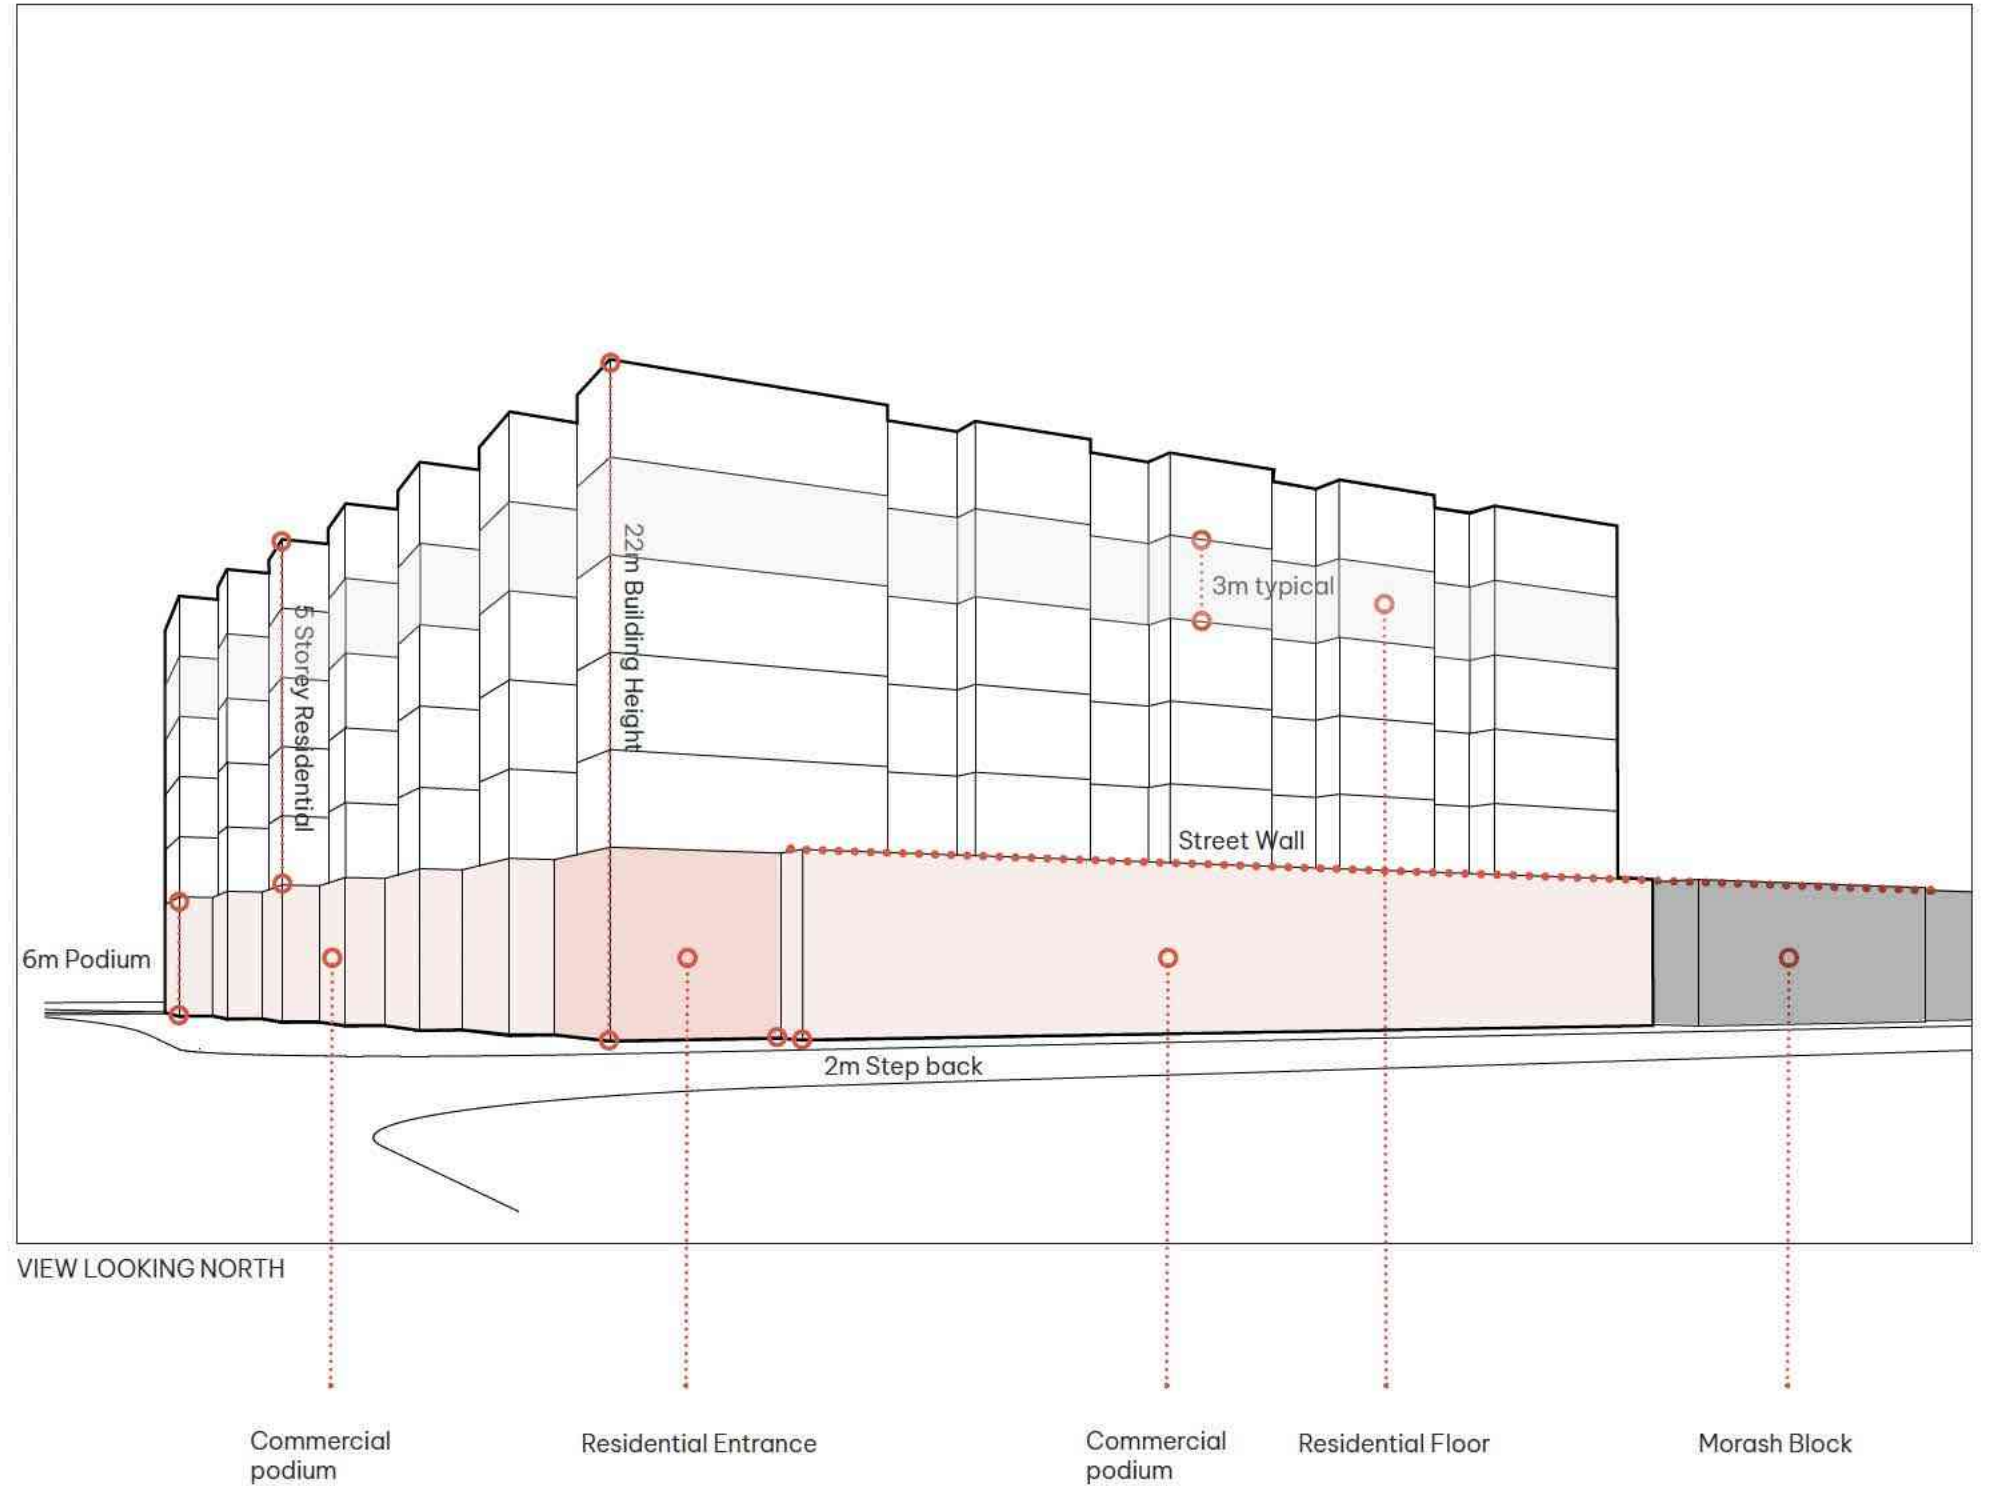 22m Building Height
3m typical
5 Storey Residential
Street Wall
6m Podium
2m Step back
VIEW LOOKING NORTH
Commercial
podium
Residential Entrance
Commercial
podium
Residential Floor
Morash Block